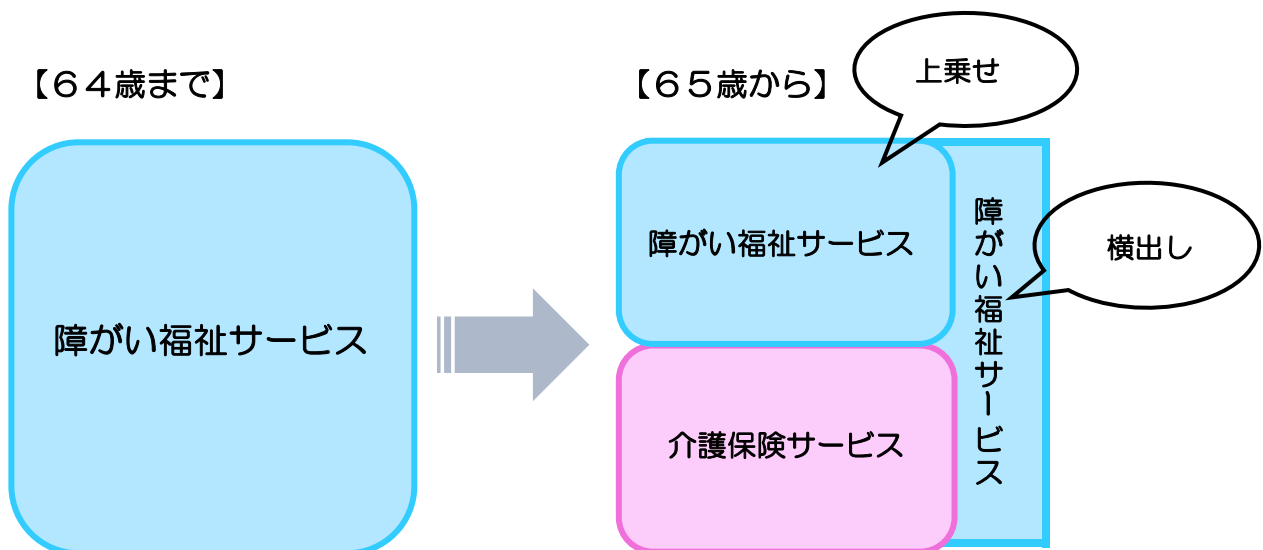 【６４歳まで】
障がい福祉サービス
【６５歳から】
上乗せ
障がい福祉サービス
障がい福祉サービス
横出し
介護保険サービス